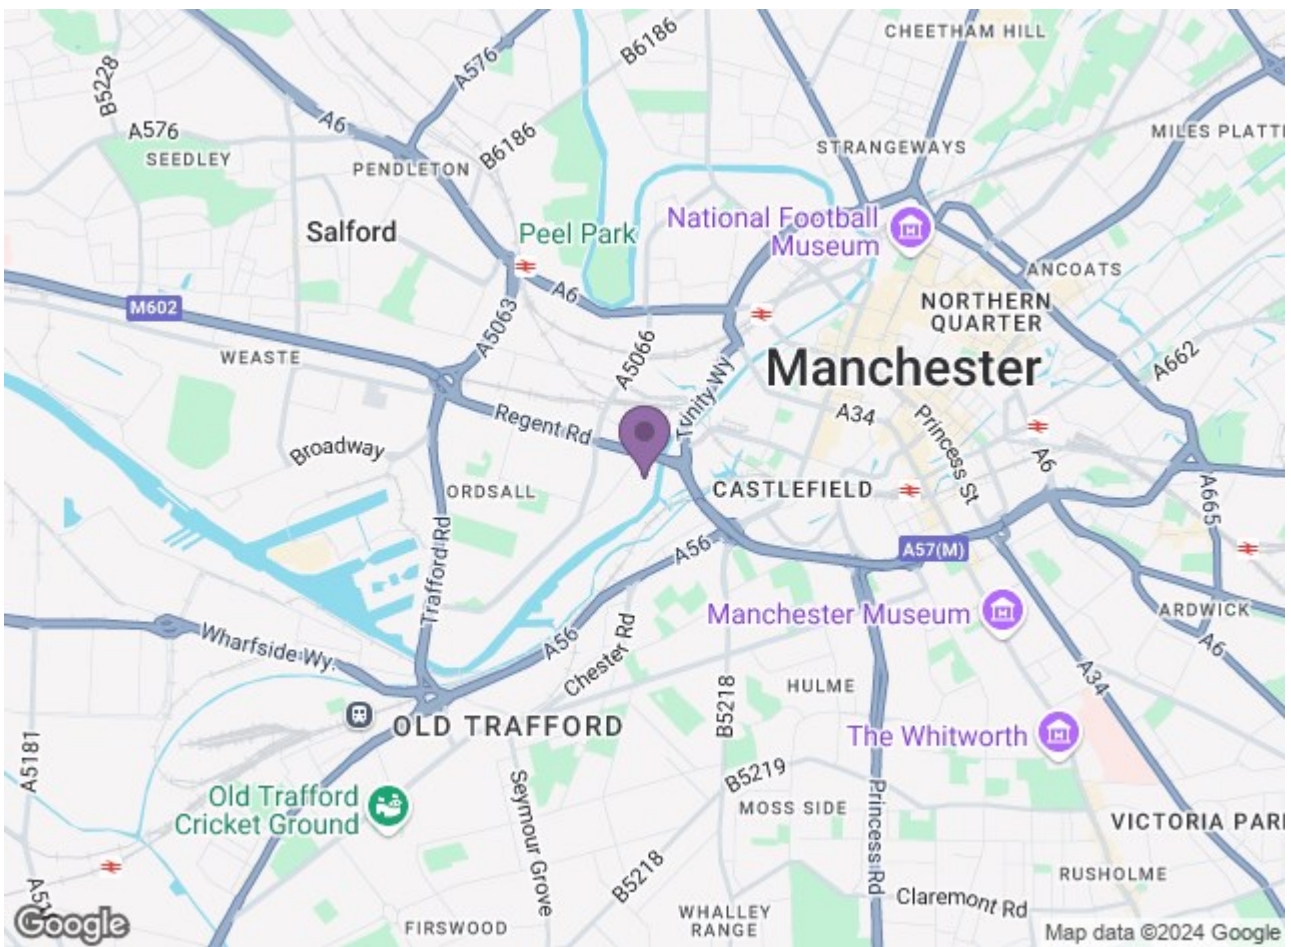 CHEETHAM HILL
B6186
A576
B5228
A6
A576
SEEDLEY
PENDLETON
B6186
STRANGEWAYS
MILES PLATTI
Salford
Peel Park
National Football
Museum
ANCOATS
A6
M602
A5063
NORTHERN
QUARTER
WEASTE
A5066
Trinity Wy
Manchester
A662
Regent Rd
A34
Princess St
Broadway
A6
ORDSALL
CASTLEFIELD
A665
Trafford Rd
A56
A57(M)
Manchester Museum
ARDWICK
Wharfside Wy.
A56
Chester Rd
A6
A34
HULME
B5218
OLD TRAFFORD
The Whitworth
A5181
B5219
Old Trafford
Cricket Ground
Seymour Grove
MOSS SIDE
Princess Rd
VICTORIA PAR
B5218
RUSHOLME
A51
Claremont Rd
WHALLEY
RANGE
FIRSWOOD
Google
Map data ©2024 Google